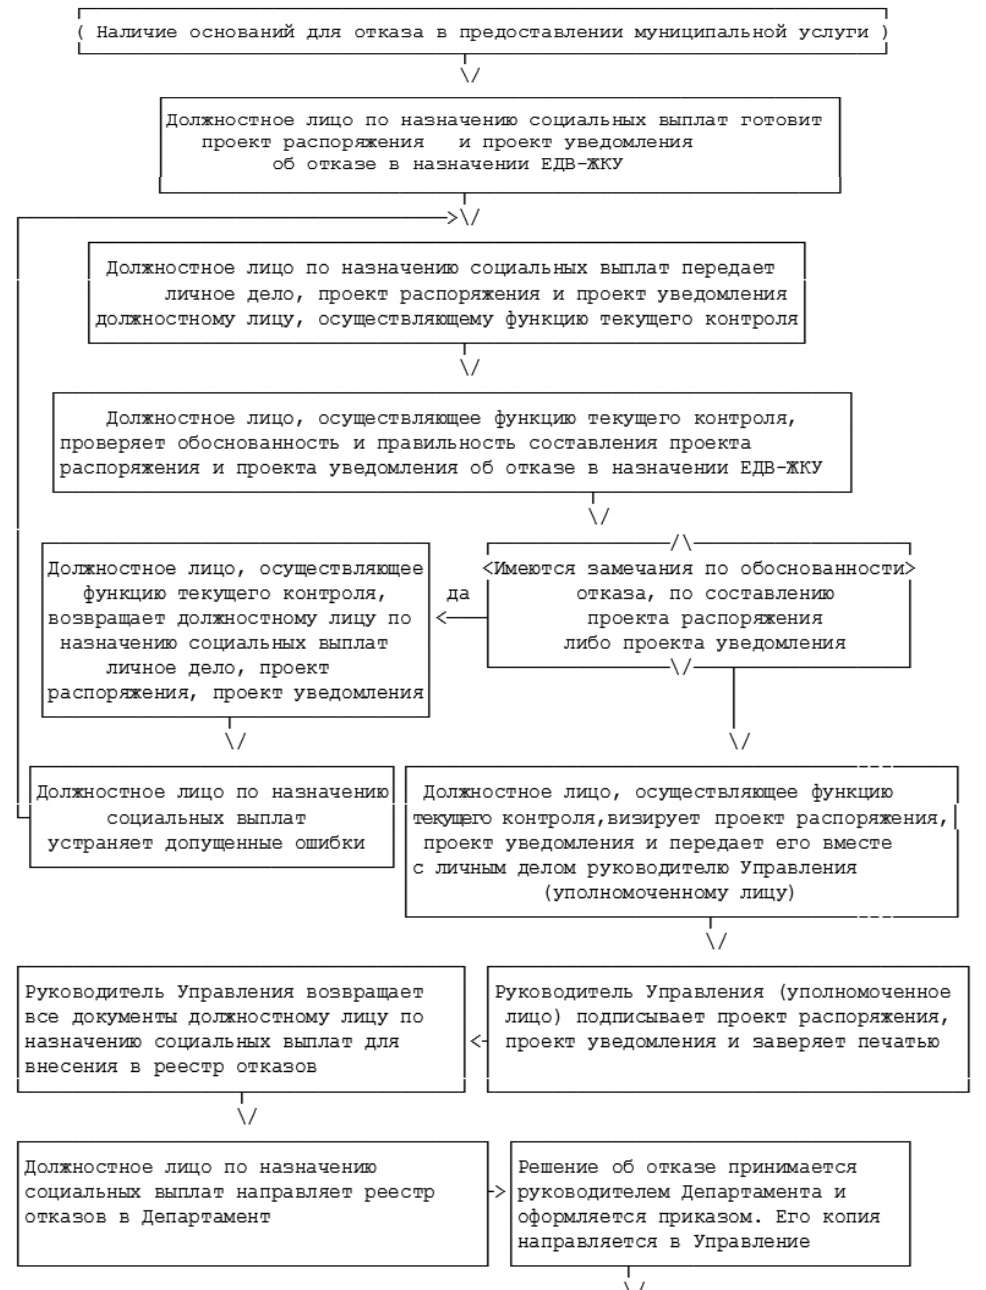 ( Наличие оснований для отказа в предоставлении муниципальной услуги )
\/
Должностное лицо по назначению социальных выплат готовит
проект распоряжения и проект уведомления
об отказе в назначении ЕДВ-ЖКУ
>\/
Должностное лицо по назначению социальных выплат передает
личное дело, проект распоряжения и проект уведомления
должностному лицу, осуществляющему функцию текущего контроля
\/
Должностное лицо, осуществляющее функцию текущего контроля,
проверяет обоснованность и правильность составления проекта
распоряжения и проекта уведомления об отказе в назначении ЕДВ-ЖКУ
\/
Должностное лицо, осуществляющее
функцию текущего контроля,
возвращает должностному лицу по
назначению социальных выплат
личное дело, проект
распоряжения, проект уведомления
да
<
/\
<Имеются замечания по обоснованности>
отказа, по составлению
проекта распоряжения
либо проекта уведомления
\/
\/
\/
Должностное лицо по назначению
социальных выплат
устраняет допущенные ошибки
Должностное лицо, осуществляющее функцию
текущего контроля,визирует проект распоряжения,
проект уведомления и передает его вместе
с личным делом руководителю Управления
(уполномоченному лицу)
\/
Руководитель Управления возвращает
все документы должностному лицу по
назначению социальных выплат для
внесения в реестр отказов
<
Руководитель Управления (уполномоченное
лицо) подписывает проект распоряжения,
проект уведомления и заверяет печатью
\/
Должностное лицо по назначению
социальных выплат направляет реестр
отказов в Департамент
>
Решение об отказе принимается
руководителем Департамента и
оформляется приказом. Его копия
направляется в Управление
\/